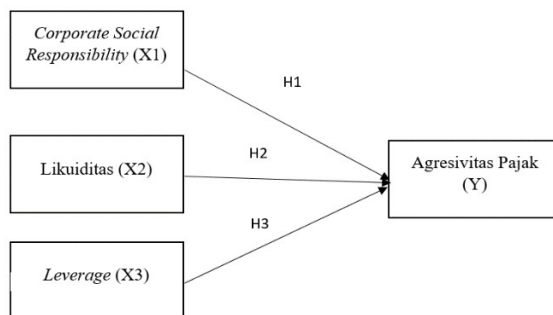 Corporate Social
Responsibility (X1)
H1
Likuiditas (X2)
H2
Agresivitas Pajak
(Y)
H3
Leverage (X3)